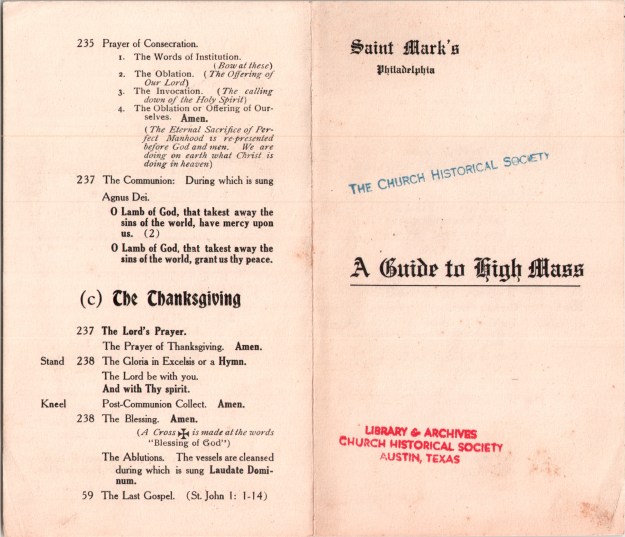 235 Prayer of Consecration.
1. The Words of Institution.
(Bow at these)
2. The Oblation. (The Offering of
Our Lord)
3. The Invocation. (The calling
down of the Holy Spirit)
4. The Oblation or Offering of Our-
selves. Amen.
(The Eternal Sacrifice of Per-
fect Manhood is re-presented
before God and men. We are
doing on earth what Christ is
doing in heaven)
237 The Communion: During which is sung
Agnus Dei.
O Lamb of God, that takest away the
sins of the world, have mercy upon
us. (2)
O Lamb of God, that takest away the
sins of the world, grant us thy peace.
(c) The Thanksgiving
237 The Lord's Prayer.
The Prayer of Thanksgiving. Amen.
Stand 238 The Gloria in Excelsis or a Hymn.
The Lord be with you.
And with Thy spirit.
Kneel Post-Communion Collect. Amen.
238 The Blessing. Amen.
(A Cross ✠ is made at the words
"Blessing of God")
The Ablutions. The vessels are cleansed
during which is sung Laudate Domi-
num.
59 The Last Gospel. (St. John 1: 1-14)
Saint Mark's
Philadelphia
THE CHURCH HISTORICAL SOCIETY
A Guide to High Mass
LIBRARY & ARCHIVES
CHURCH HISTORICAL SOCIETY
AUSTIN, TEXAS